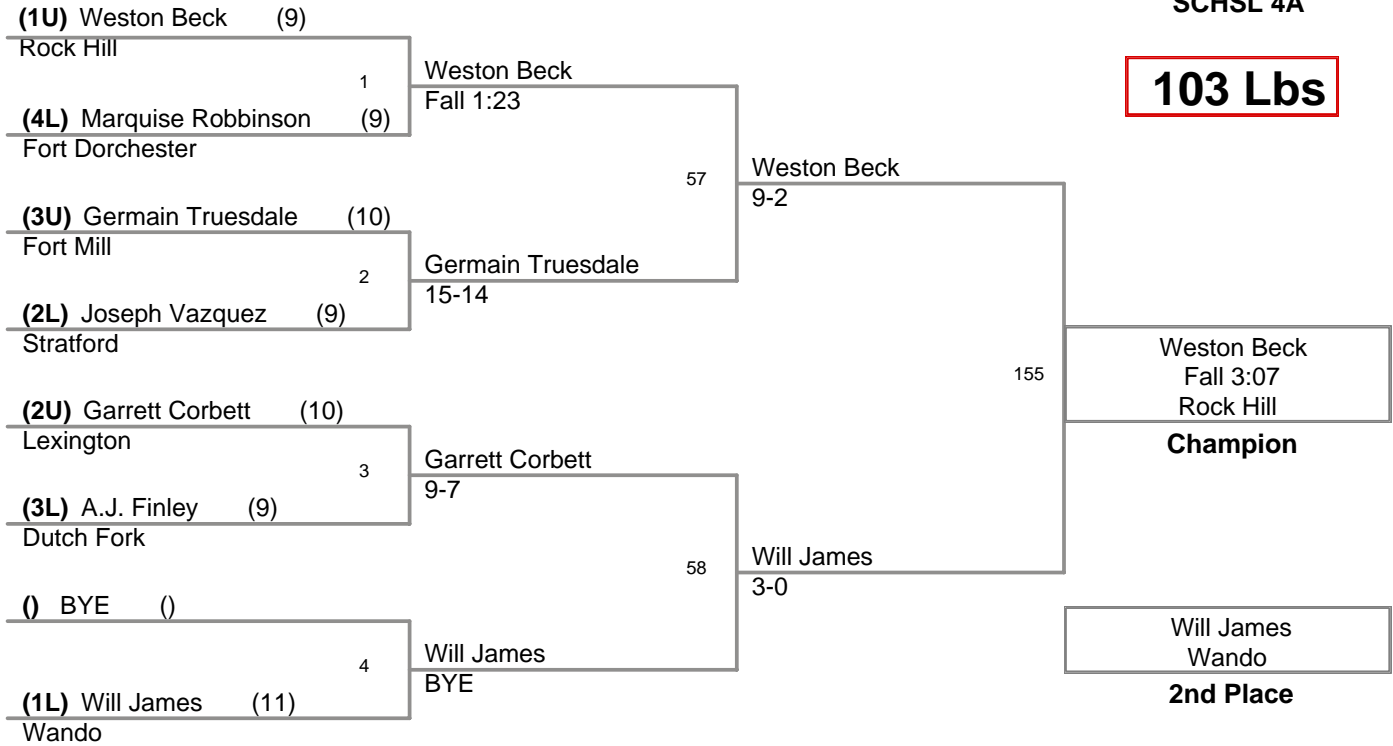 SCHSL 4A
103 Lbs
(1U) Weston Beck (9)
Rock Hill
1
(4L) Marquise Robbinson (9)
Fort Dorchester
Weston Beck
Fall 1:23
(3U) Germain Truesdale (10)
Fort Mill
2
(2L) Joseph Vazquez (9)
Stratford
Germain Truesdale
15-14
57
Weston Beck
9-2
(2U) Garrett Corbett (10)
Lexington
3
(3L) A.J. Finley (9)
Dutch Fork
Garrett Corbett
9-7
() BYE ()
4
(1L) Will James (11)
Wando
Will James
BYE
58
Will James
3-0
155
Weston Beck
Fall 3:07
Rock Hill
Champion
Will James
Wando
2nd Place